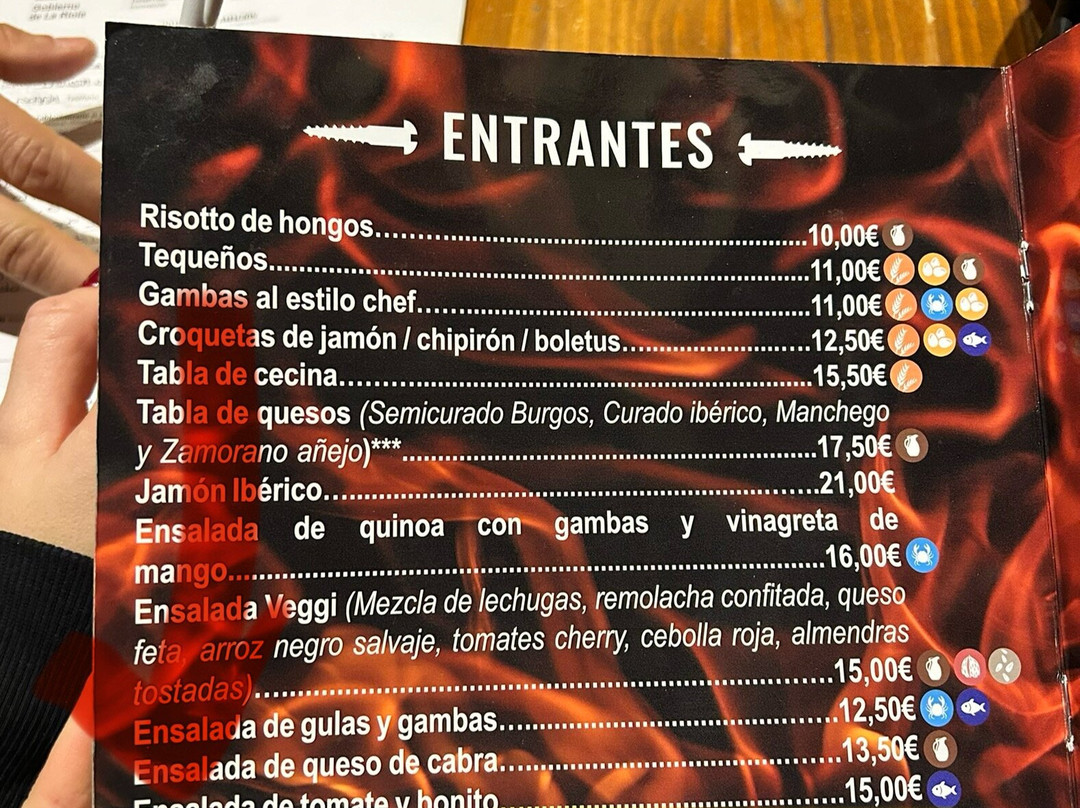 Gobierno
de La Rioja
ENTRANTES
Risotto de hongos....................10,00€
Tequeños....................11,00€
Gambas al estilo chef....................11,00€
Croquetas de jamón / chipirón / boletus....................12,50€
Tabla de cecina....................15,50€
Tabla de quesos (Semicurado Burgos, Curado ibérico, Manchego
y Zamorano añejo)***....................17,50€
Jamón Ibérico....................21,00€
Ensalada de quinoa con gambas y vinagreta de
mango....................16,00€
Ensalada Veggi (Mezcla de lechugas, remolacha confitada, queso
feta, arroz negro salvaje, tomates cherry, cebolla roja, almendras
tostadas)....................15,00€
Ensalada de gulas y gambas....................12,50€
Ensalada de queso de cabra....................13,50€
Ensalada de tomate y bonito....................15,00€